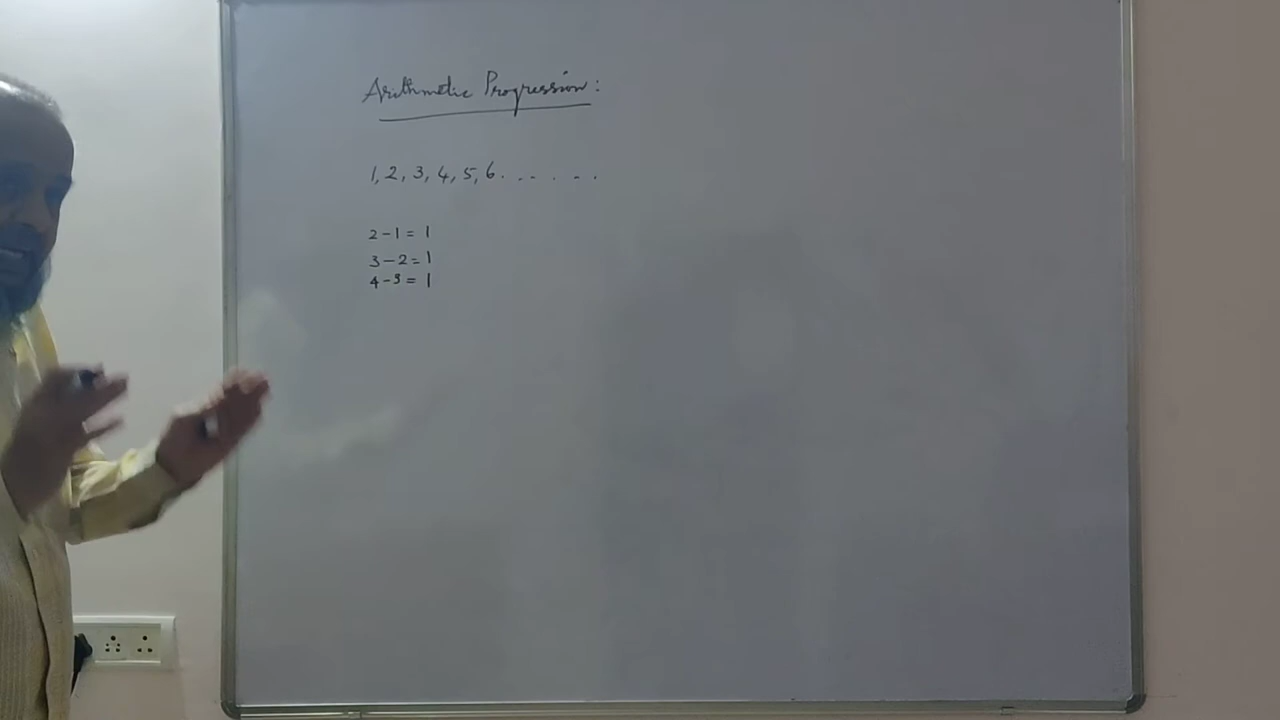 Arithmetic Progression:
1, 2, 3, 4, 5, 6. . . . . . .
2 - 1 = 1
3 - 2 = 1
4 - 3 = 1